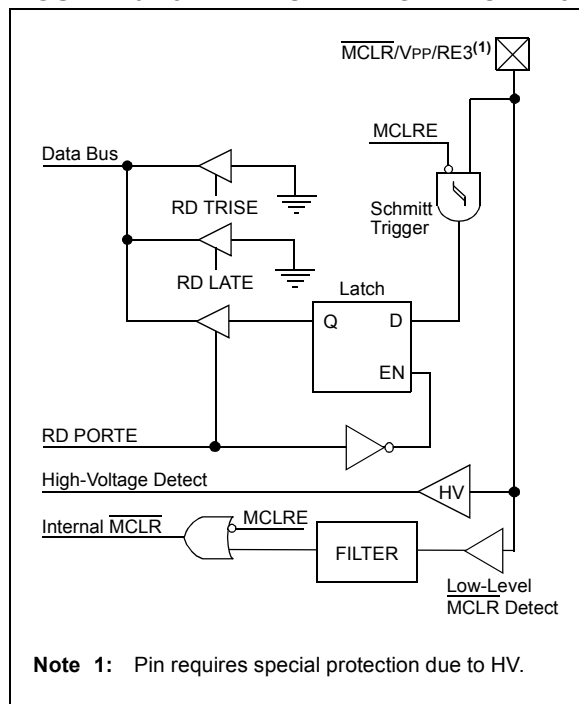 MCLR/VPP/RE3(1)
MCLRE
Data Bus
RD TRISE
Schmitt
Trigger
RD LATE
Latch
Q D
EN
RD PORTE
High-Voltage Detect
HV
Internal MCLR
MCLRE
FILTER
Low-Level
MCLR Detect
Note 1: Pin requires special protection due to HV.